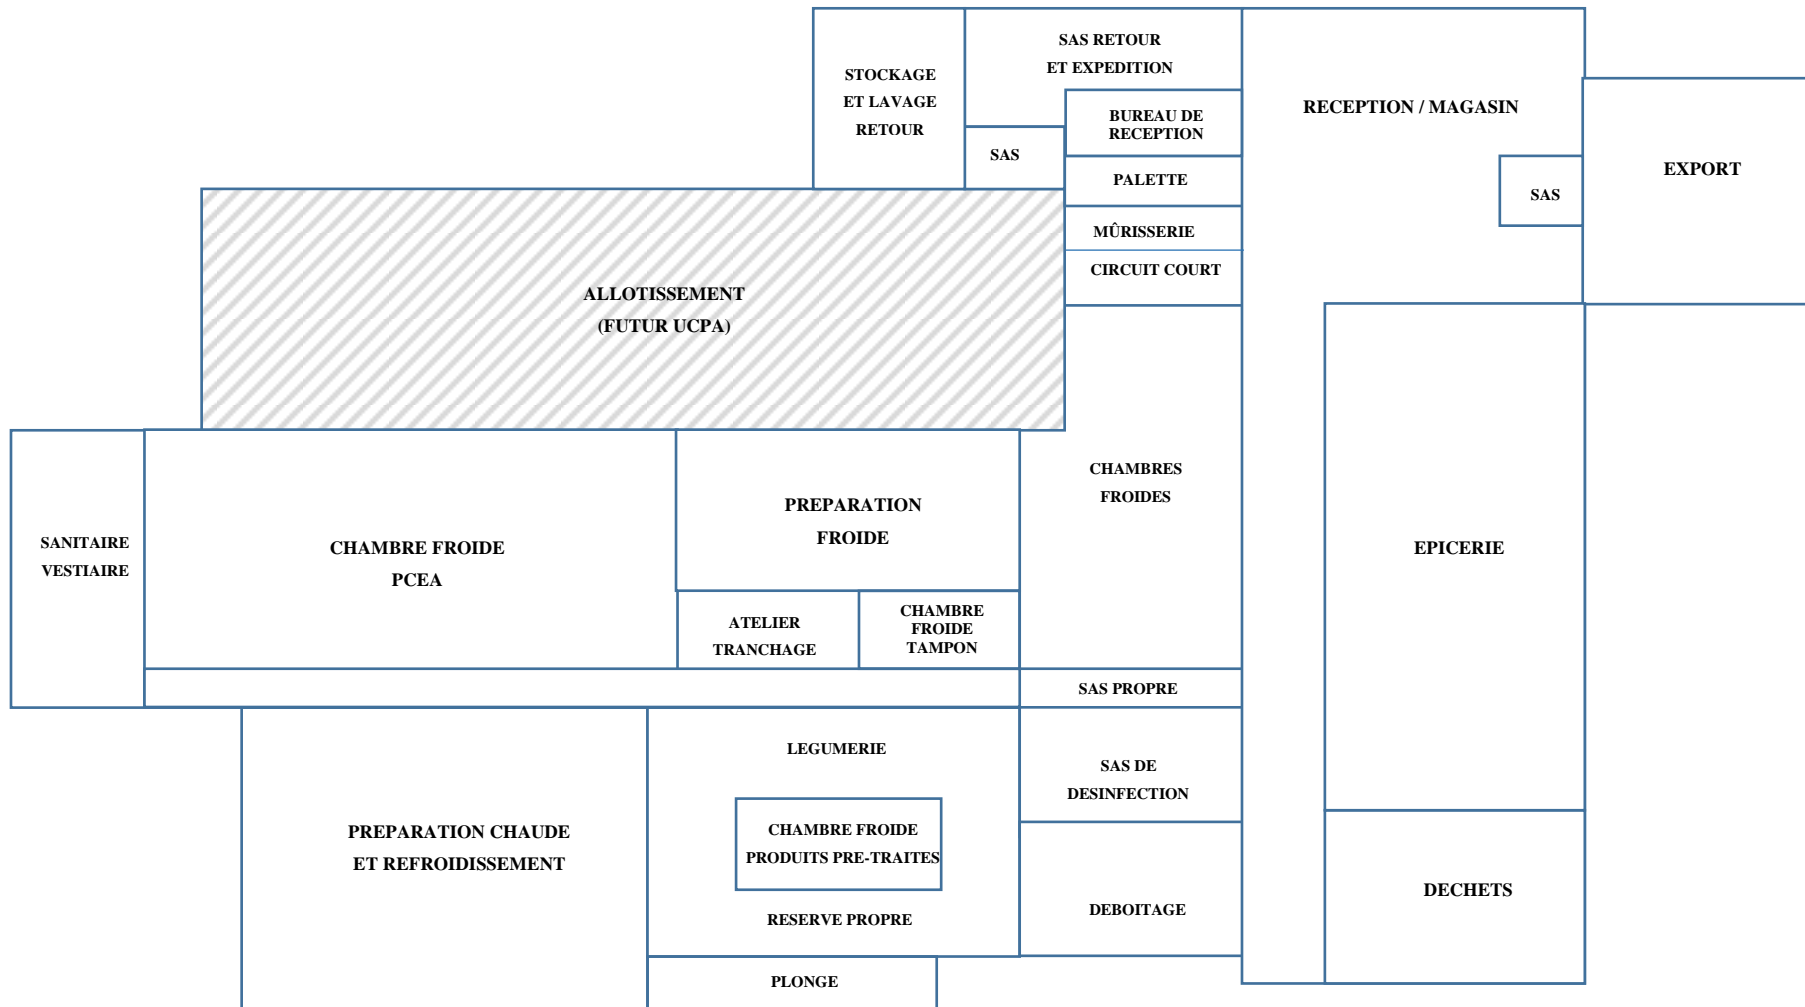 SAS RETOUR
ET EXPEDITION
STOCKAGE
ET LAVAGE
RETOUR
RECEPTION / MAGASIN
BUREAU DE
RECEPTION
SAS
EXPORT
PALETTE
SAS
MÛRISSERIE
CIRCUIT COURT
ALLOTISSEMENT
(FUTUR UCPA)
CHAMBRES
FROIDES
PREPARATION
FROIDE
SANITAIRE
VESTIAIRE
CHAMBRE FROIDE
PCEA
EPICERIE
ATELIER
TRANCHAGE
CHAMBRE
FROIDE
TAMPON
SAS PROPRE
LEGUMERIE
SAS DE
DESINFECTION
PREPARATION CHAUDE
ET REFROIDISSEMENT
CHAMBRE FROIDE
PRODUITS PRE-TRAITES
RESERVE PROPRE
DEBOITAGE
DECHETS
PLONGE